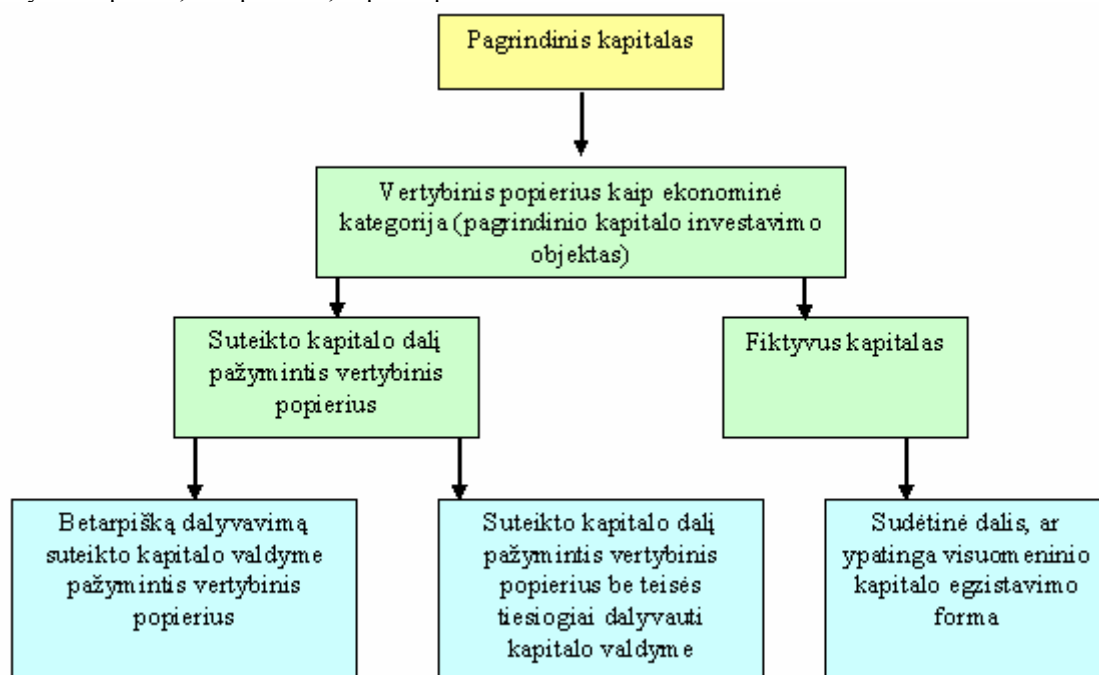 Pagrindinis kapitalas
Vertybinis popierius kaip ekonominė
kategorija (pagrindinio kapitalo investavimo
objektas)
Suteikto kapitalo dalį
pažymintis vertybinis
popierius
Fiktyvus kapitalas
Betarpišką dalyvavimą
suteikto kapitalo valdyme
pažymintis vertybinis
popierius
Suteikto kapitalo dalį
pažymintis vertybinis
popierius be teisės
tiesiogiai dalyvauti
kapitalo valdyme
Sudėtinė dalis, ar
ypatinga visuomeninio
kapitalo egzistavimo
forma